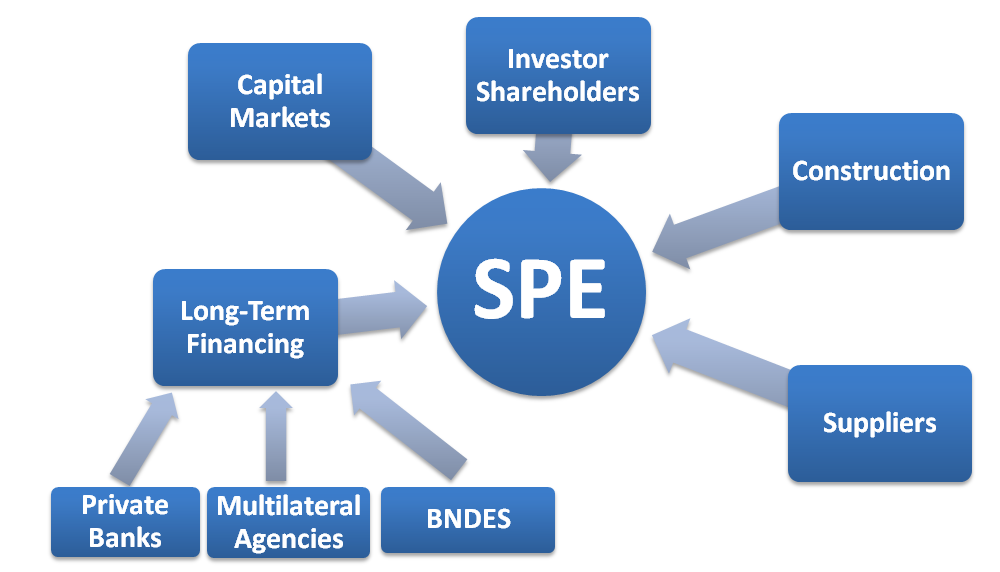 Investor
Shareholders
Capital
Markets
Construction
SPE
Long-Term
Financing
Suppliers
Private
Banks
Multilateral
Agencies
BNDES